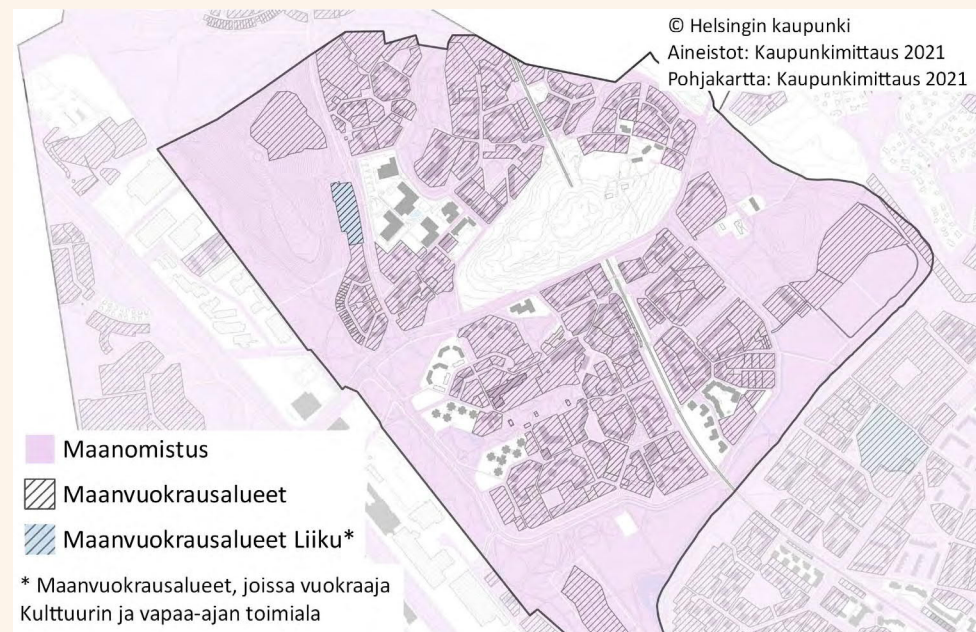 © Helsingin kaupunki
Aineistot: Kaupunkimittaus 2021
Pohjakartta: Kaupunkimittaus 2021
Maanomistus
Maanvuokrausalueet
Maanvuokrausalueet Liiku*
* Maanvuokrausalueet, joissa vuokraaja
Kulttuurin ja vapaa-ajan toimiala